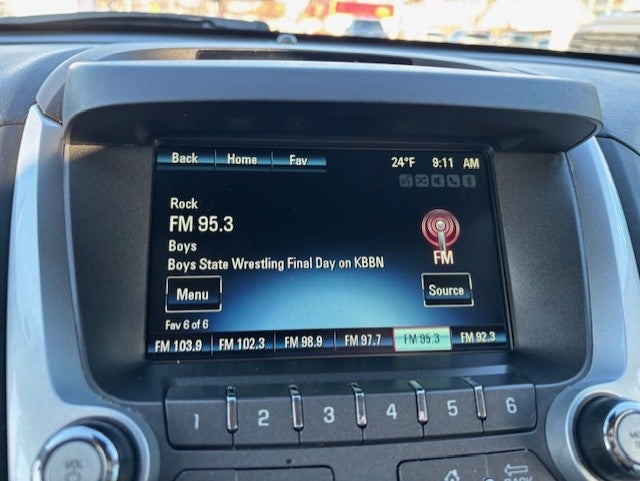 Back Home Fav 24°F 9:11 AM
Rock
FM 95.3
Boys
FM
Boys State Wrestling Final Day on KBBN
Menu Source
Fav 6 of 6
FM 103.9 FM 102.3 FM 98.9 FM 97.7 FM 95.3 FM 92.3
1 2 3 4 5 6
VOL
BACK